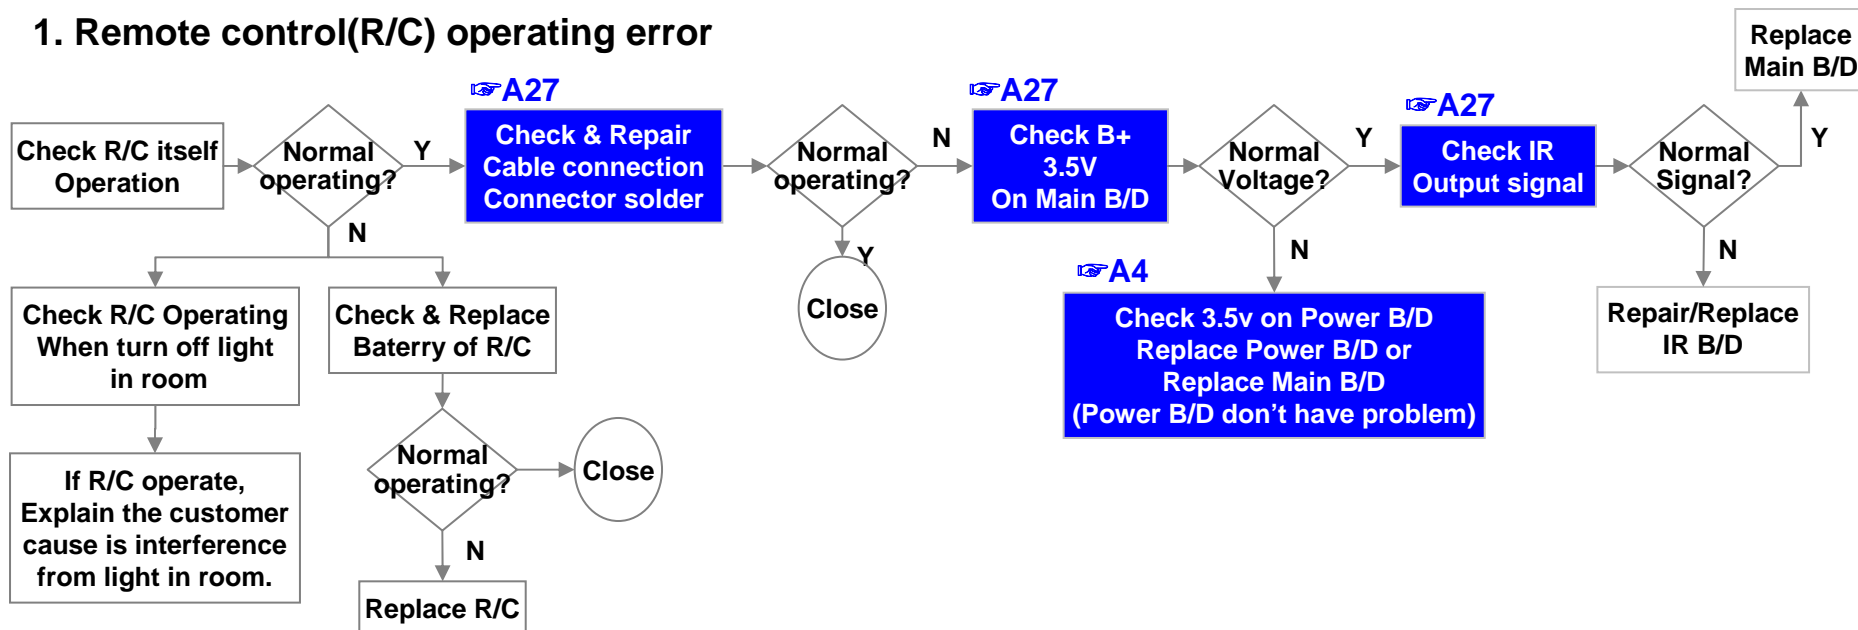 1. Remote control(R/C) operating error
Replace
Main B/D
☞A27
☞A27
☞A27
Check R/C itself
Operation
Normal
operating?
Y
Check & Repair
Cable connection
Connector solder
Normal
operating?
N
Check B+
3.5V
On Main B/D
Normal
Voltage?
Y
Check IR
Output signal
Normal
Signal?
Y
N
Y
N
N
Close
☞A4
Check R/C Operating
When turn off light
in room
Check & Replace
Baterry of R/C
Check 3.5v on Power B/D
Replace Power B/D or
Replace Main B/D
(Power B/D don’t have problem)
Repair/Replace
IR B/D
If R/C operate,
Explain the customer
cause is interference
from light in room.
Normal
operating?
Close
N
Replace R/C